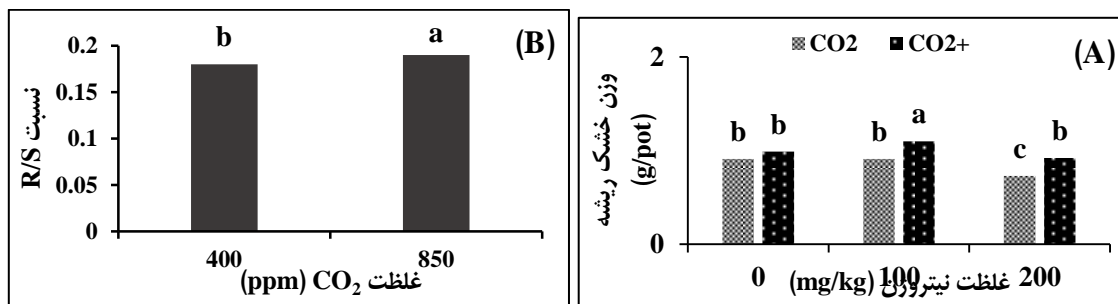 (B)
0.2
0.15
0.1
0.05
0
نسبت R/S
b
a
400
850
غلظت CO₂ (ppm)
(A)
CO2
CO2+
2
0
وزن خشک ریشه
(g/pot)
b
b
b
a
c
b
0
100
200
غلظت نیتروژن (mg/kg)